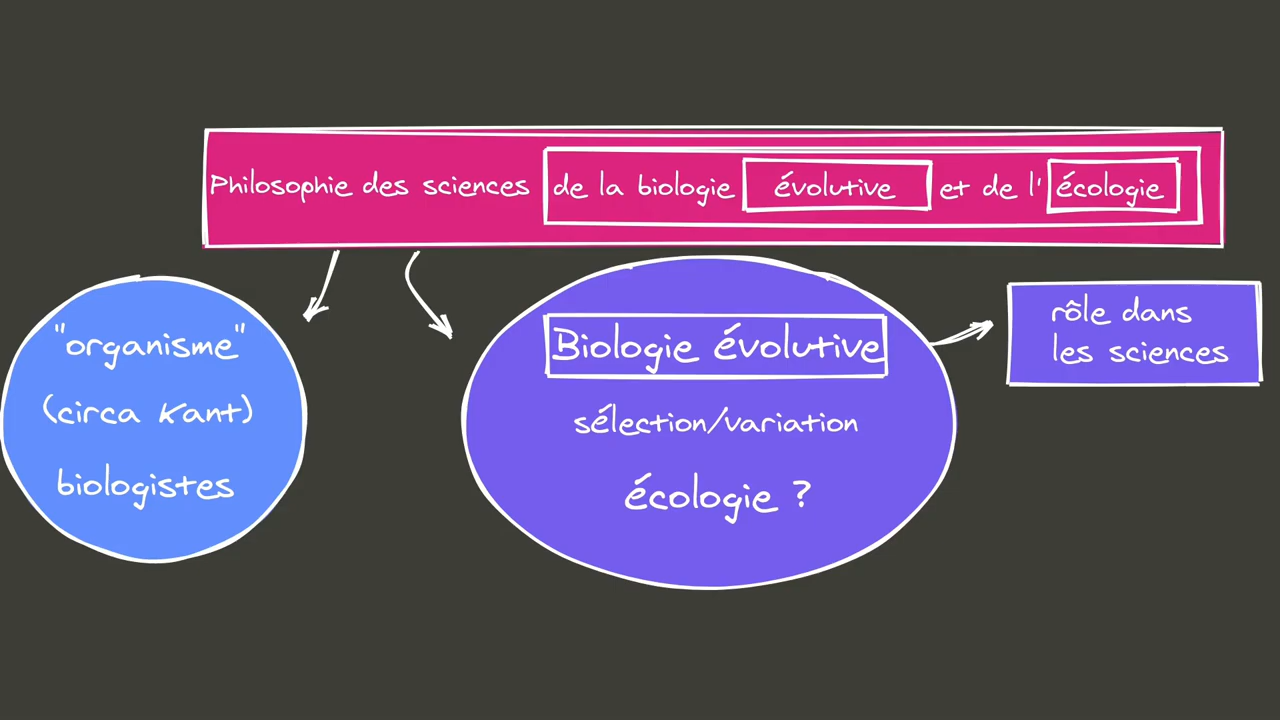 Philosophie des sciences de la biologie évolutive et de l'écologie
"organisme"
(circa Kant)
biologistes
Biologie évolutive
sélection/variation
écologie ?
rôle dans
les sciences